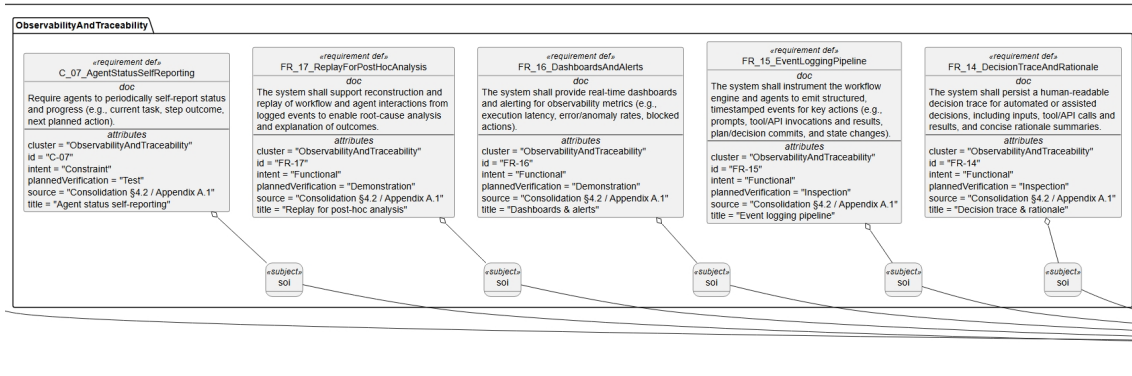 ObservabilityAndTraceability
«requirement def»
C_07_AgentStatusSelfReporting
doc
Require agents to periodically self-report status
and progress (e.g., current task, step outcome,
next planned action).
attributes
cluster = "ObservabilityAndTraceability"
id = "C-07"
intent = "Constraint"
plannedVerification = "Test"
source = "Consolidation §4.2 / Appendix A.1"
title = "Agent status self-reporting"
«requirement def»
FR_17_ReplayForPostHocAnalysis
doc
The system shall support reconstruction and
replay of workflow and agent interactions from
logged events to enable root-cause analysis
and explanation of outcomes.
attributes
cluster = "ObservabilityAndTraceability"
id = "FR-17"
intent = "Functional"
plannedVerification = "Demonstration"
source = "Consolidation §4.2 / Appendix A.1"
title = "Replay for post-hoc analysis"
«requirement def»
FR_16_DashboardsAndAlerts
doc
The system shall provide real-time dashboards
and alerting for observability metrics (e.g.,
execution latency, error/anomaly rates, blocked
actions).
attributes
cluster = "ObservabilityAndTraceability"
id = "FR-16"
intent = "Functional"
plannedVerification = "Demonstration"
source = "Consolidation §4.2 / Appendix A.1"
title = "Dashboards & alerts"
«requirement def»
FR_15_EventLoggingPipeline
doc
The system shall instrument the workflow
engine and agents to emit structured,
timestamped events for key actions (e.g.,
prompts, tool/API invocations and results,
plan/decision commits, and state changes).
attributes
cluster = "ObservabilityAndTraceability"
id = "FR-15"
intent = "Functional"
plannedVerification = "Inspection"
source = "Consolidation §4.2 / Appendix A.1"
title = "Event logging pipeline"
«requirement def»
FR_14_DecisionTraceAndRationale
doc
The system shall persist a human-readable
decision trace for automated or assisted
decisions, including inputs, tool/API calls and
results, and concise rationale summaries.
attributes
cluster = "ObservabilityAndTraceability"
id = "FR-14"
intent = "Functional"
plannedVerification = "Inspection"
source = "Consolidation §4.2 / Appendix A.1"
title = "Decision trace & rationale"
«subject»
soi
«subject»
soi
«subject»
soi
«subject»
soi
«subject»
soi